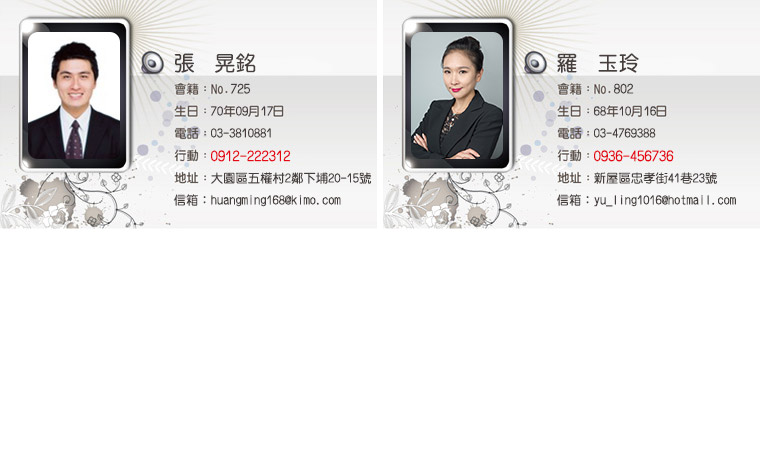 張 晃銘
會籍：No.725
生日：70年09月17日
電話：03-3810881
行動：0912-222312
地址：大園區五權村2鄰下埔20-15號
信箱：huangming168@kimo.com
羅 玉玲
會籍：No.802
生日：68年10月16日
電話：03-4769388
行動：0936-456736
地址：新屋區忠孝街41巷23號
信箱：yu_ling1016@hotmail.com